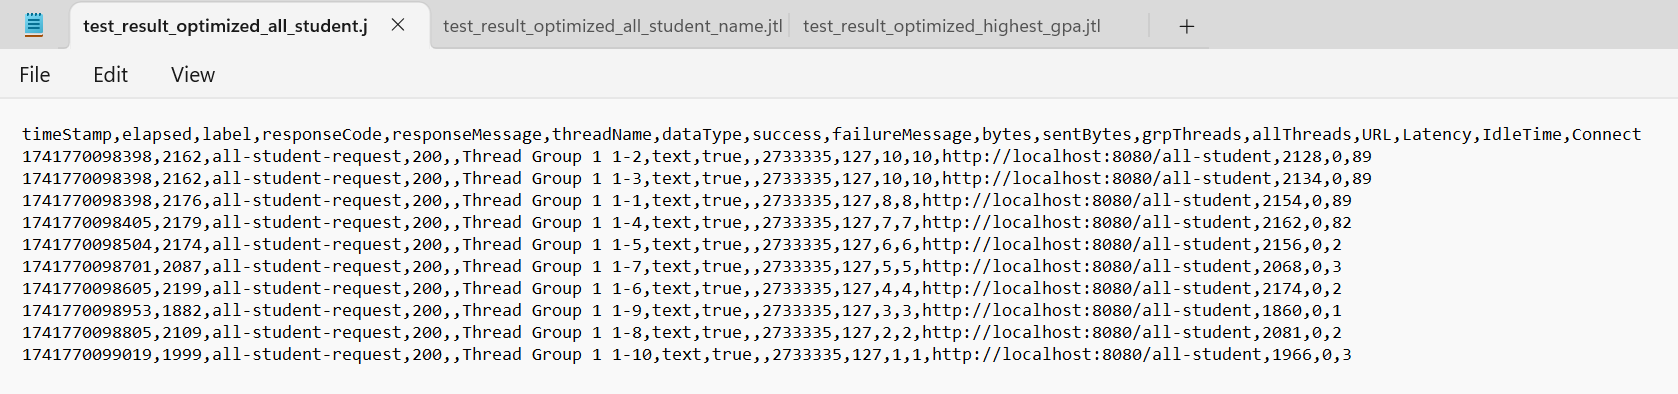 test_result_optimized_all_student.j
test_result_optimized_all_student_name.jtl
test_result_optimized_highest_gpa.jtl
File Edit View
timeStamp,elapsed,label,responseCode,responseMessage,threadName,dataType,success,failureMessage,bytes,sentBytes,grpThreads,allThreads,URL,Latency,IdleTime,Connect
1741770098398,2162,all-student-request,200,,Thread Group 1 1-2,text,true,,2733335,127,10,10,http://localhost:8080/all-student,2128,0,89
1741770098398,2162,all-student-request,200,,Thread Group 1 1-3,text,true,,2733335,127,10,10,http://localhost:8080/all-student,2134,0,89
1741770098398,2176,all-student-request,200,,Thread Group 1 1-1,text,true,,2733335,127,8,8,http://localhost:8080/all-student,2154,0,89
1741770098405,2179,all-student-request,200,,Thread Group 1 1-4,text,true,,2733335,127,7,7,http://localhost:8080/all-student,2162,0,82
1741770098504,2174,all-student-request,200,,Thread Group 1 1-5,text,true,,2733335,127,6,6,http://localhost:8080/all-student,2156,0,2
1741770098701,2087,all-student-request,200,,Thread Group 1 1-7,text,true,,2733335,127,5,5,http://localhost:8080/all-student,2068,0,3
1741770098605,2199,all-student-request,200,,Thread Group 1 1-6,text,true,,2733335,127,4,4,http://localhost:8080/all-student,2174,0,2
1741770098953,1882,all-student-request,200,,Thread Group 1 1-9,text,true,,2733335,127,3,3,http://localhost:8080/all-student,1860,0,1
1741770098805,2109,all-student-request,200,,Thread Group 1 1-8,text,true,,2733335,127,2,2,http://localhost:8080/all-student,2081,0,2
1741770099019,1999,all-student-request,200,,Thread Group 1 1-10,text,true,,2733335,127,1,1,http://localhost:8080/all-student,1966,0,3